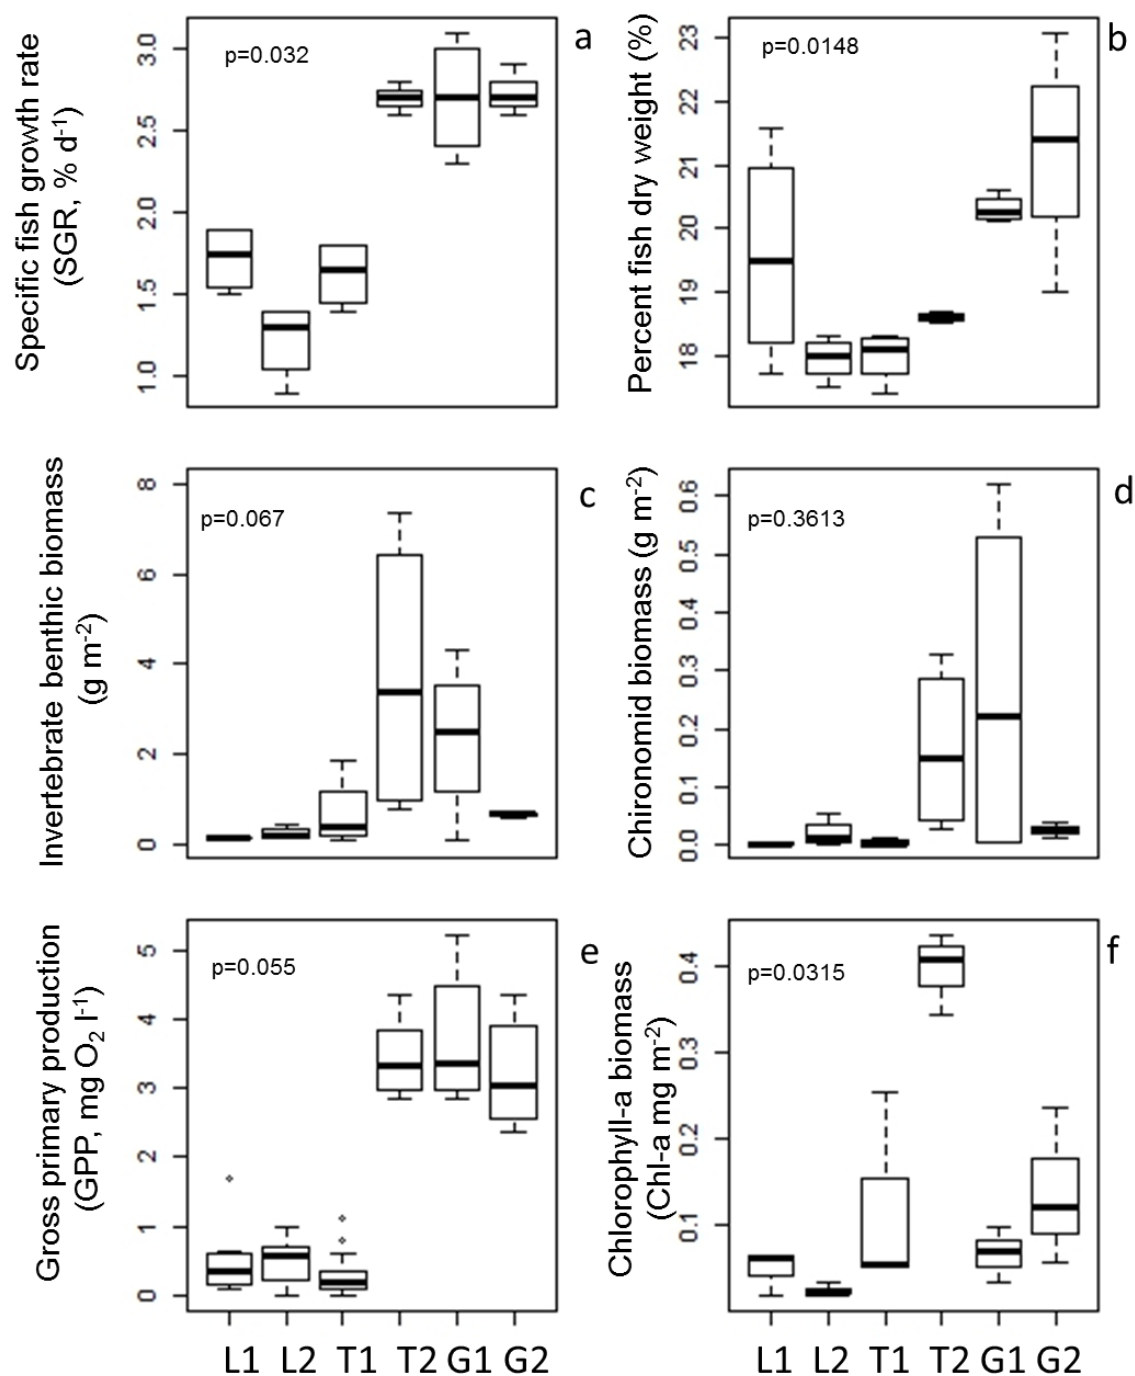 Specific fish growth rate
(SGR, % d-1)
3.0
2.5
2.0
1.5
1.0
p=0.032
a
Percent fish dry weight (%)
23
22
21
20
19
18
p=0.0148
b
Invertebrate benthic biomass
(g m-2)
8
6
4
2
0
p=0.067
c
Chironomid biomass (g m-2)
0.6
0.5
0.4
0.3
0.2
0.1
0.0
p=0.3613
d
Gross primary production
(GPP, mg O2 l-1)
5
4
3
2
1
0
p=0.055
e
Chlorophyll-a biomass
(Chl-a mg m-2)
0.4
0.3
0.2
0.1
p=0.0315
f
L1 L2 T1 T2 G1 G2
L1 L2 T1 T2 G1 G2